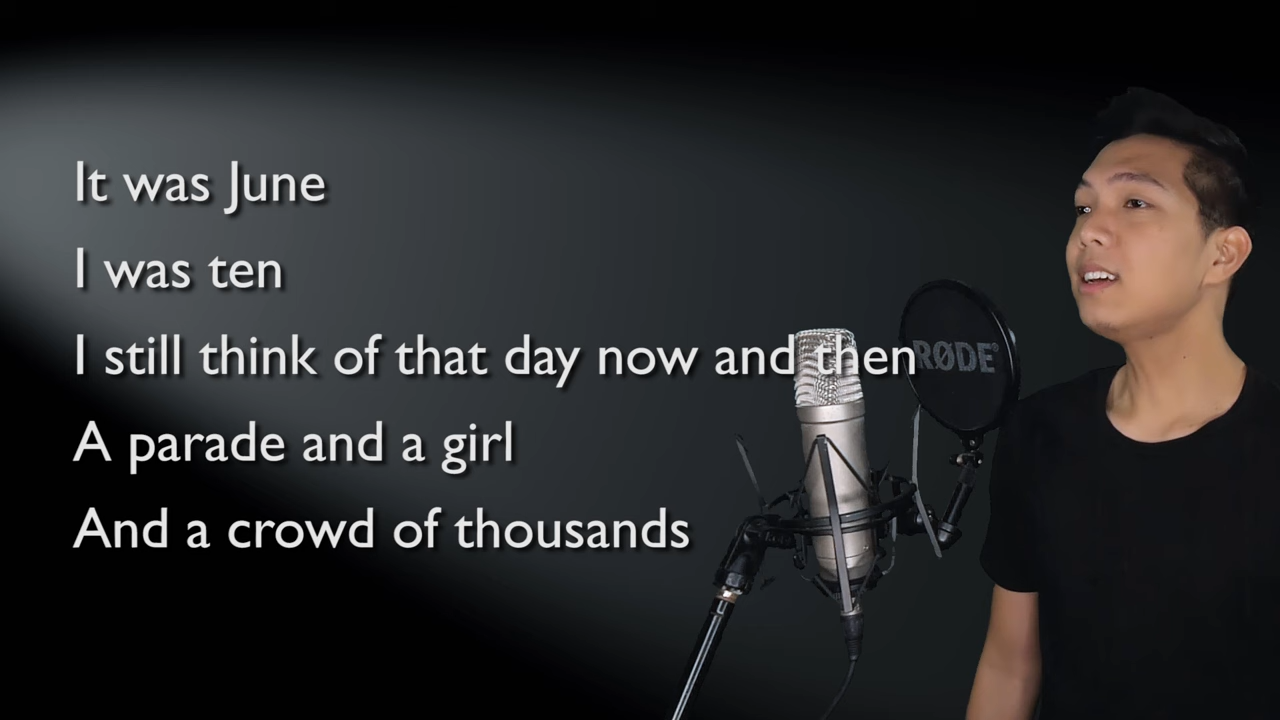 It was June
I was ten
I still think of that day now and then
A parade and a girl
And a crowd of thousands
RØDE